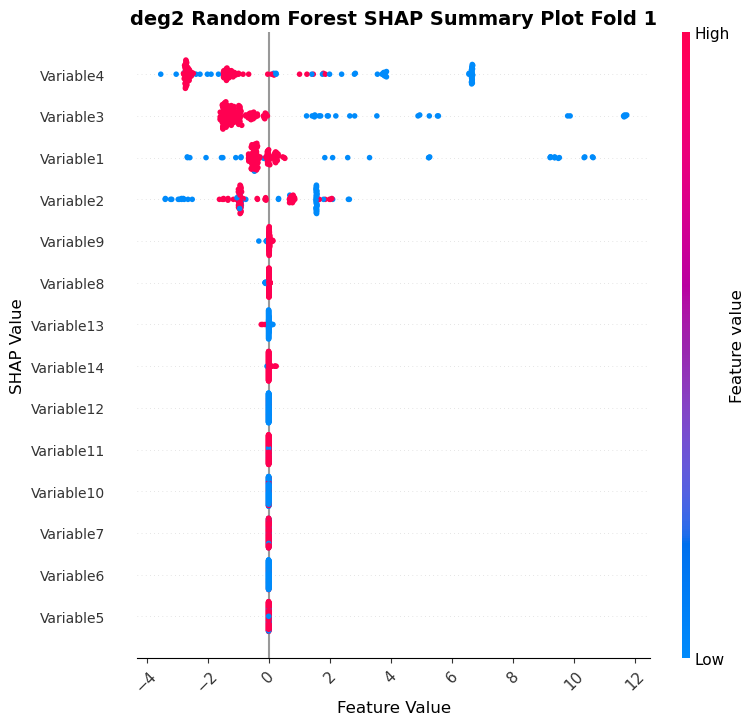 deg2 Random Forest SHAP Summary Plot Fold 1
High
Variable4
Variable3
Variable1
Variable2
Variable9
Variable8
Variable13
Variable14
Variable12
Variable11
Variable10
Variable7
Variable6
Variable5
SHAP Value
Feature value
Low
−4
−2
0
2
4
6
8
10
12
Feature Value